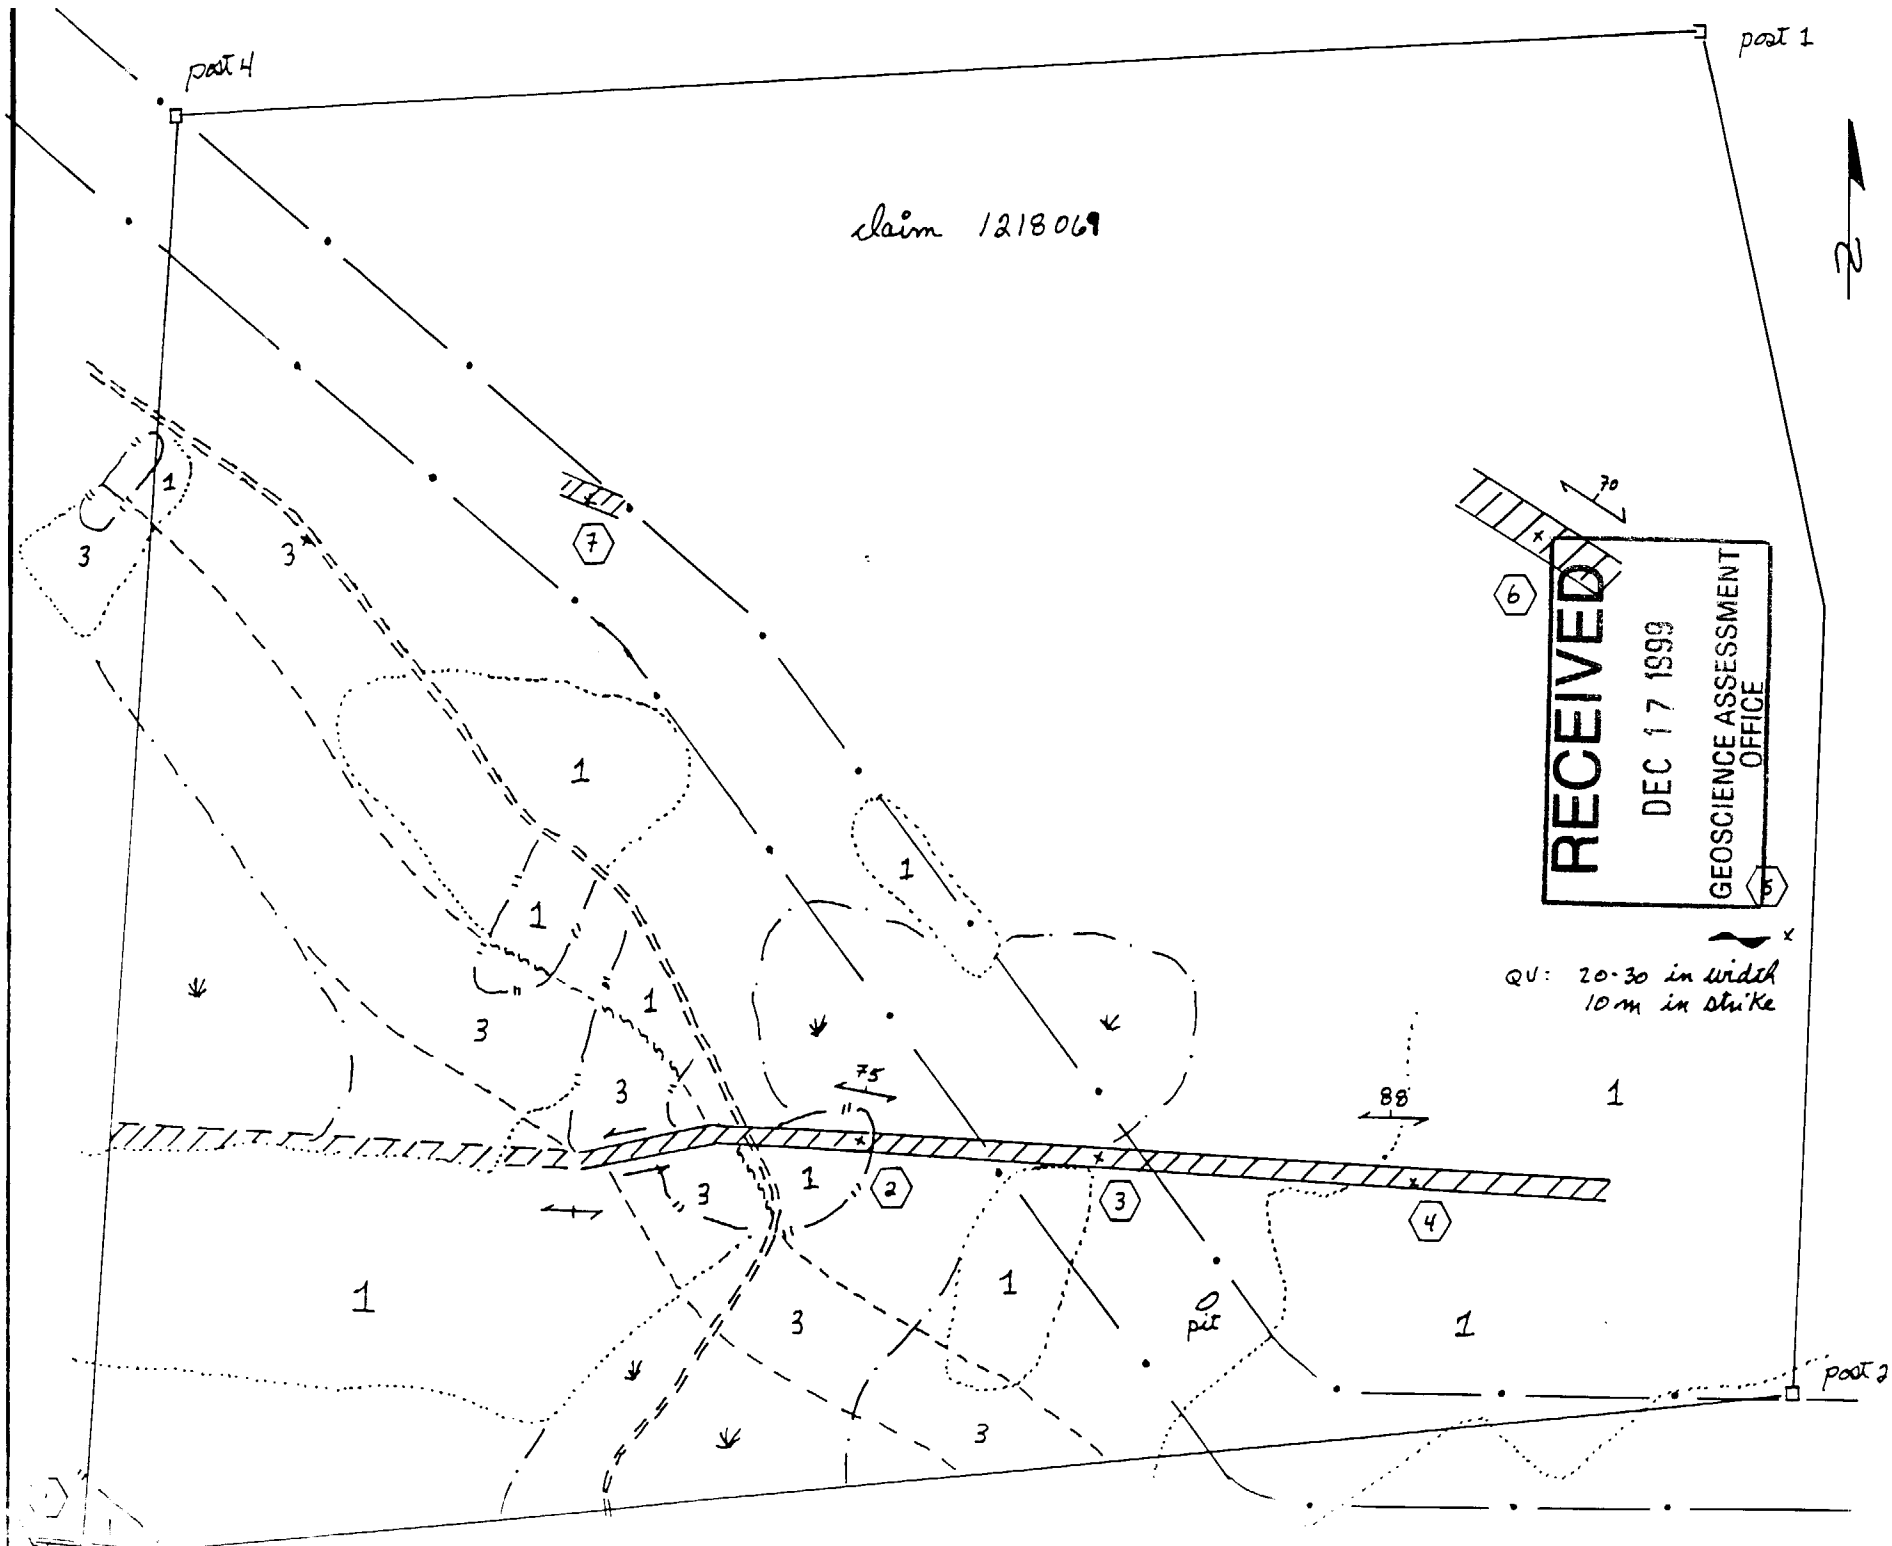 post 4
post 1
claim 1218069
N
1
3
3
7
70
6
RECEIVED
DEC 17 1999
GEOSCIENCE ASSESSMENT
OFFICE
5
1
1
1
x
QV: 20-30 in width
10 m in strike
1
3
75
3
88
1
3
1
2
3
4
1
1
3
pit
1
post 2
3